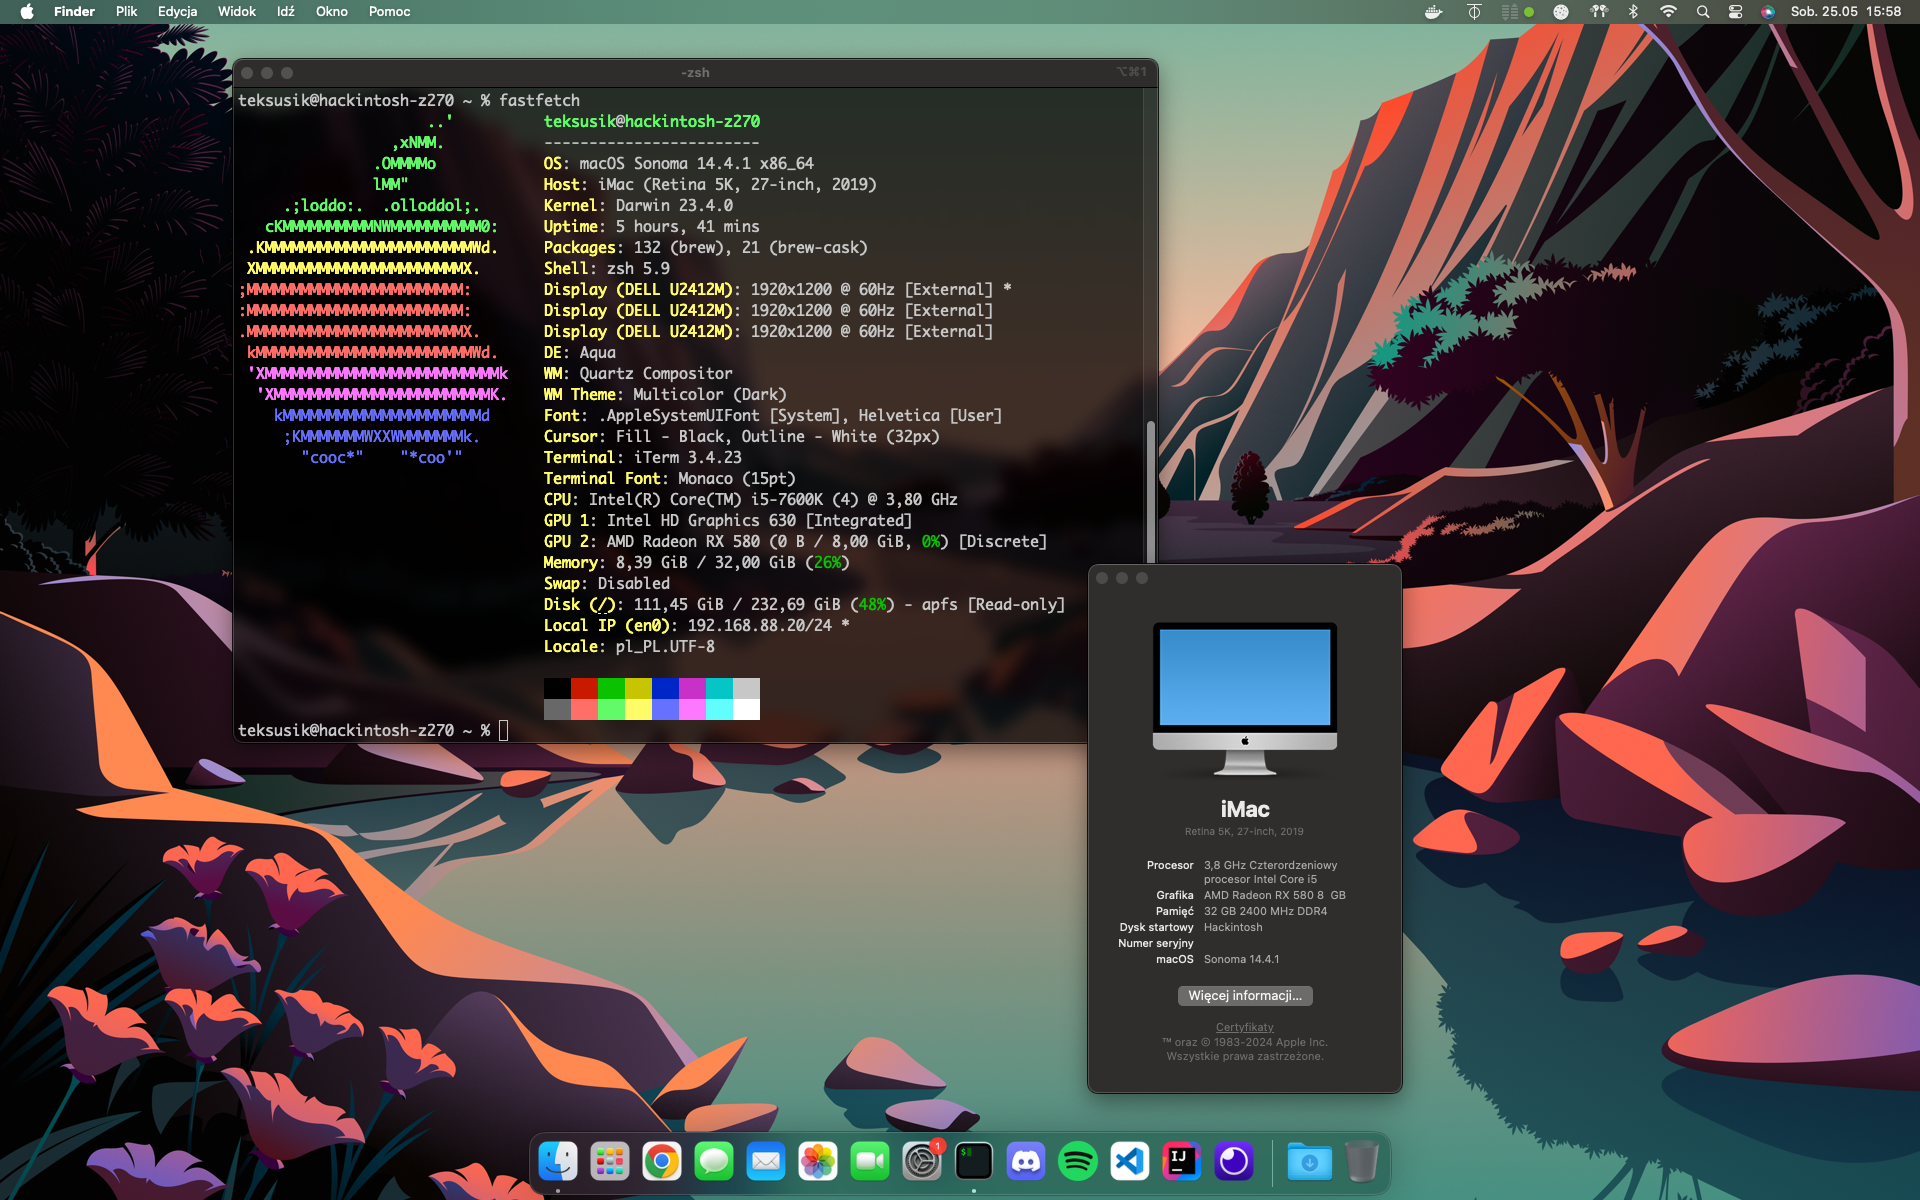 Finder Plik Edycja Widok Idź Okno Pomoc Sob. 25.05 15:58
-zsh ⌥⌘1
teksusik@hackintosh-z270 ~ % fastfetch
..' teksusik@hackintosh-z270
,xNMM. ------------------------
.OMMMMo OS: macOS Sonoma 14.4.1 x86_64
lMM" Host: iMac (Retina 5K, 27-inch, 2019)
.;loddo:. .olloddol;. Kernel: Darwin 23.4.0
cKMMMMMMMMMMNWMMMMMMMMMM0: Uptime: 5 hours, 41 mins
.KMMMMMMMMMMMMMMMMMMMMMMMWd. Packages: 132 (brew), 21 (brew-cask)
XMMMMMMMMMMMMMMMMMMMMMMMX. Shell: zsh 5.9
;MMMMMMMMMMMMMMMMMMMMMMMM: Display (DELL U2412M): 1920x1200 @ 60Hz [External] *
:MMMMMMMMMMMMMMMMMMMMMMMM: Display (DELL U2412M): 1920x1200 @ 60Hz [External]
.MMMMMMMMMMMMMMMMMMMMMMMMX. Display (DELL U2412M): 1920x1200 @ 60Hz [External]
kMMMMMMMMMMMMMMMMMMMMMMMMWd. DE: Aqua
'XMMMMMMMMMMMMMMMMMMMMMMMMMMk WM: Quartz Compositor
'XMMMMMMMMMMMMMMMMMMMMMMMMK. WM Theme: Multicolor (Dark)
kMMMMMMMMMMMMMMMMMMMMMMd Font: .AppleSystemUIFont [System], Helvetica [User]
;KMMMMMMMWXXWMMMMMMMk. Cursor: Fill - Black, Outline - White (32px)
"cooc*" "*coo'" Terminal: iTerm 3.4.23
Terminal Font: Monaco (15pt)
CPU: Intel(R) Core(TM) i5-7600K (4) @ 3,80 GHz
GPU 1: Intel HD Graphics 630 [Integrated]
GPU 2: AMD Radeon RX 580 (0 B / 8,00 GiB, 0%) [Discrete]
Memory: 8,39 GiB / 32,00 GiB (26%)
Swap: Disabled
Disk (/): 111,45 GiB / 232,69 GiB (48%) - apfs [Read-only]
Local IP (en0): 192.168.88.20/24 *
Locale: pl_PL.UTF-8
teksusik@hackintosh-z270 ~ %
iMac
Retina 5K, 27-inch, 2019
Procesor 3,8 GHz Czterordzeniowy
procesor Intel Core i5
Grafika AMD Radeon RX 580 8 GB
Pamięć 32 GB 2400 MHz DDR4
Dysk startowy Hackintosh
Numer seryjny
macOS Sonoma 14.4.1
Więcej informacji...
Certyfikaty
™ oraz © 1983-2024 Apple Inc.
Wszystkie prawa zastrzeżone.
1
$
IJ